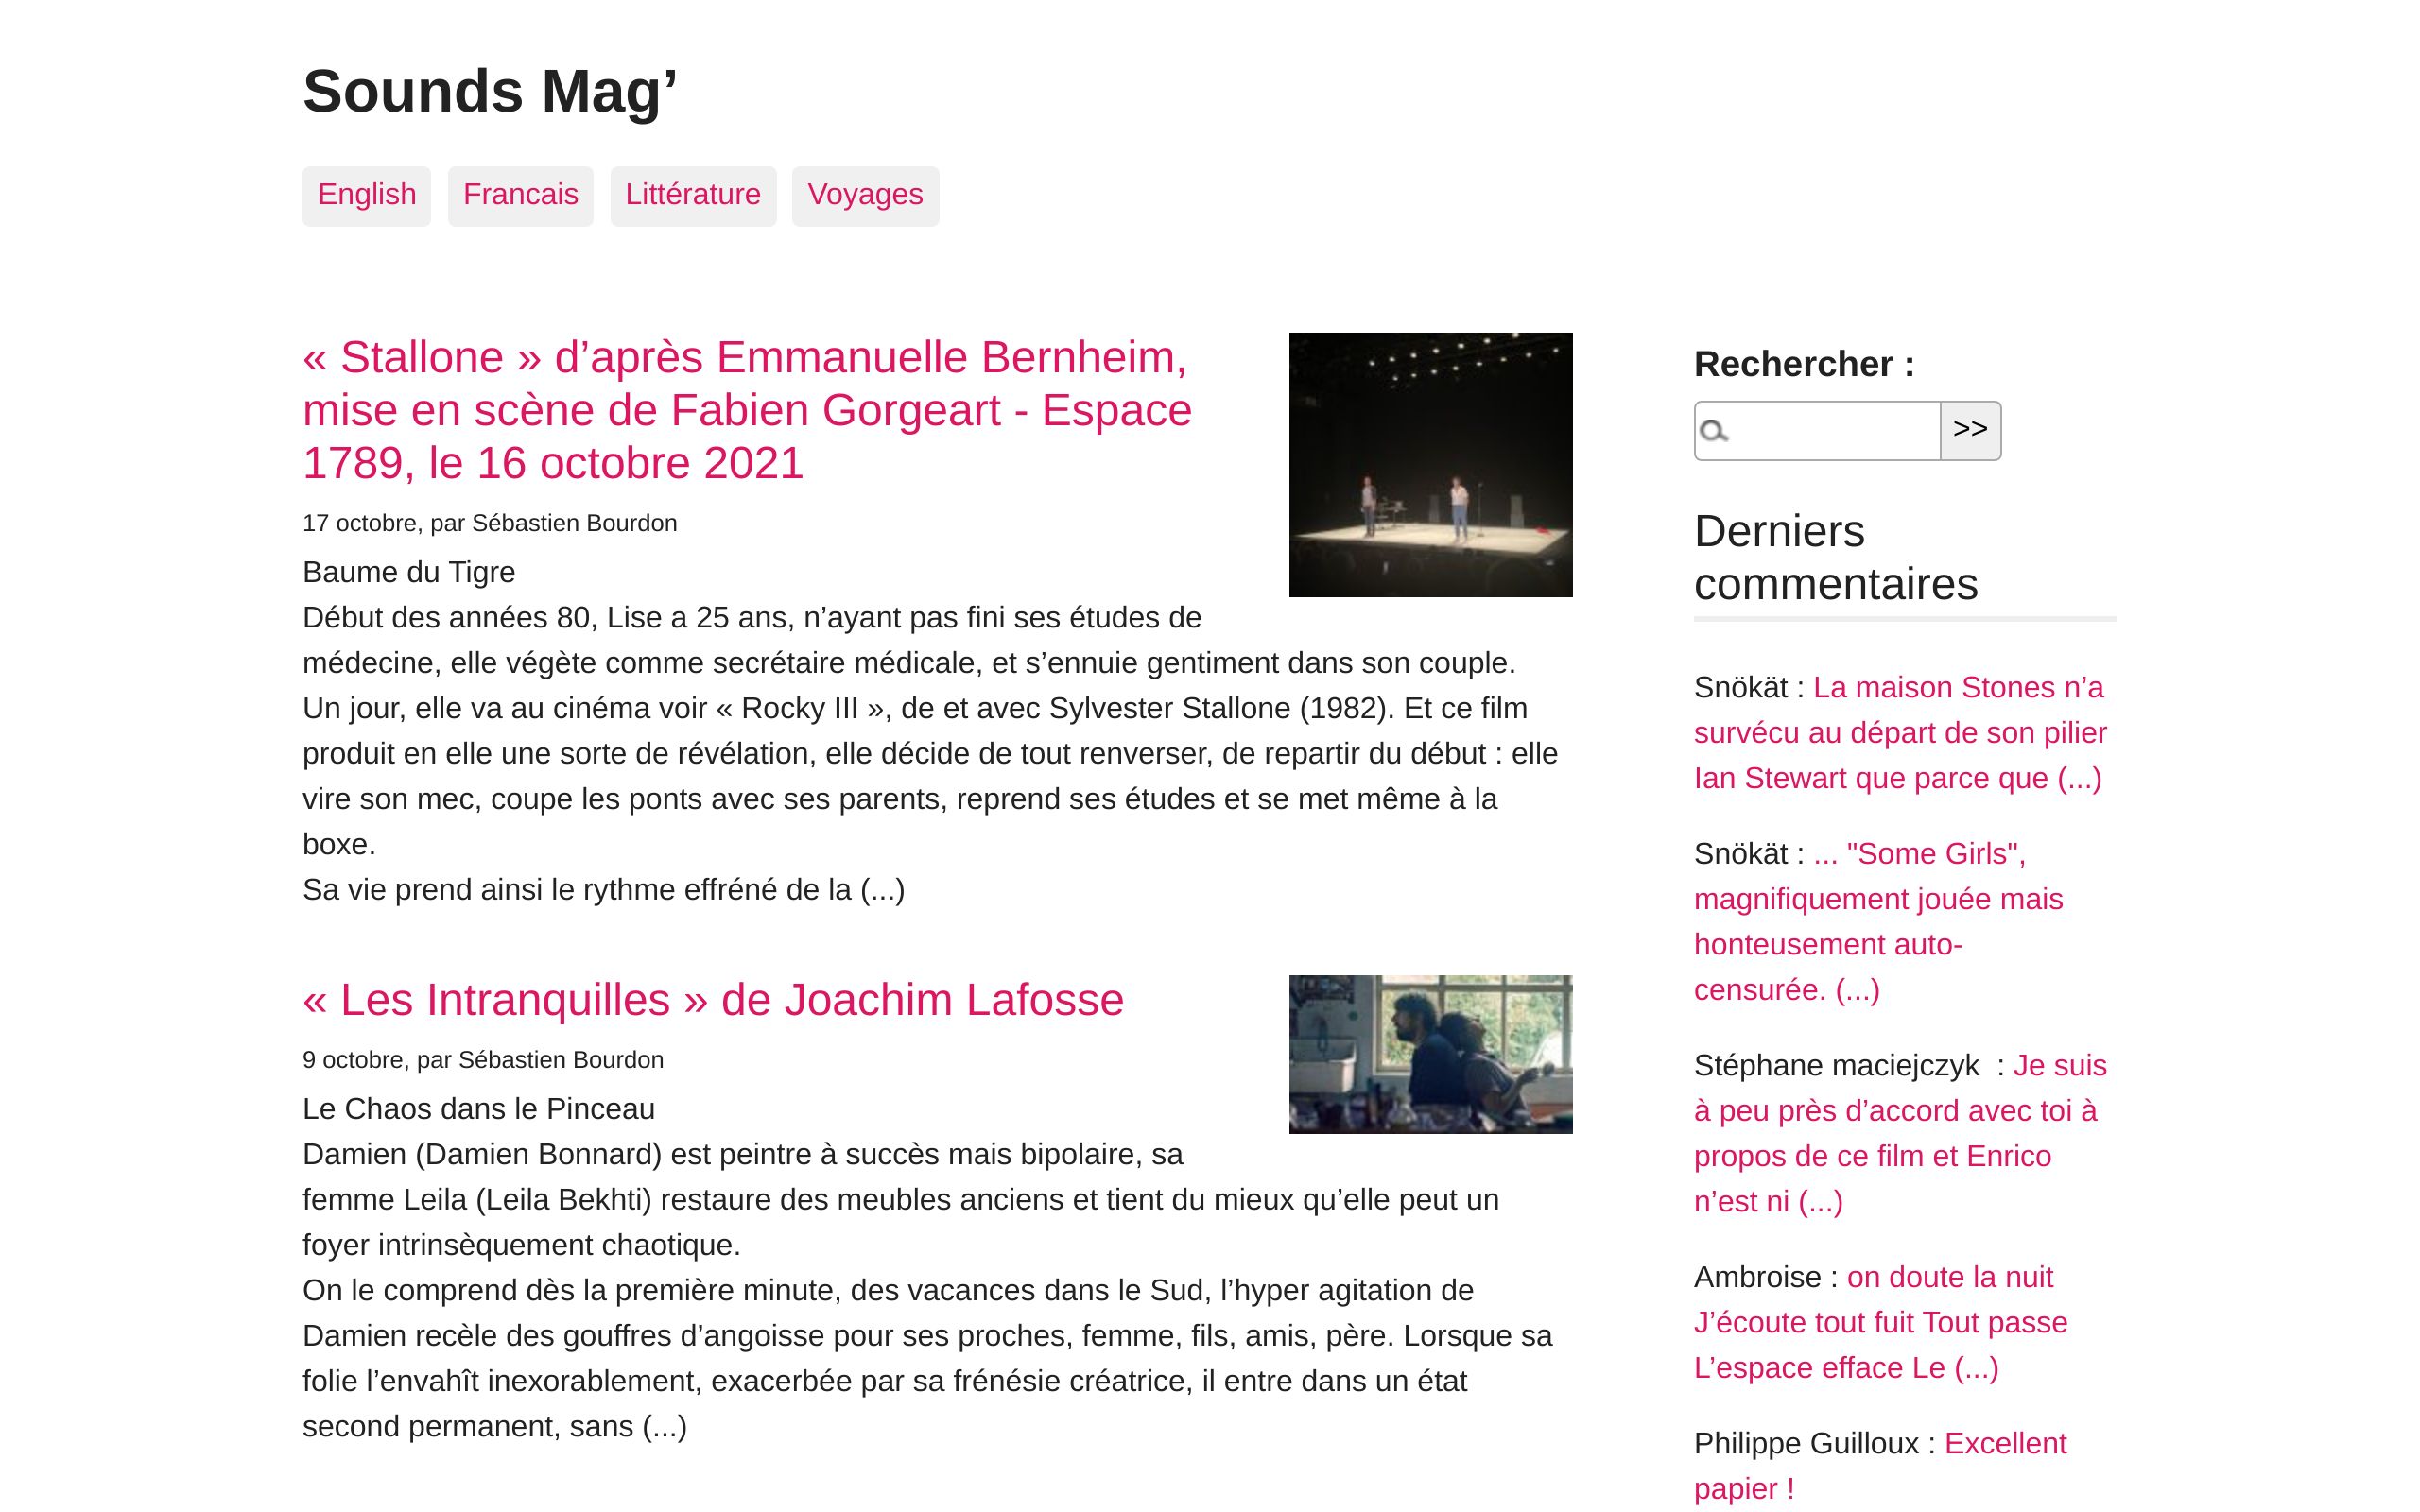 Sounds Mag’
English Francais Littérature Voyages
« Stallone » d’après Emmanuelle Bernheim,
mise en scène de Fabien Gorgeart - Espace
1789, le 16 octobre 2021
17 octobre, par Sébastien Bourdon
Baume du Tigre
Début des années 80, Lise a 25 ans, n’ayant pas fini ses études de
médecine, elle végète comme secrétaire médicale, et s’ennuie gentiment dans son couple.
Un jour, elle va au cinéma voir « Rocky III », de et avec Sylvester Stallone (1982). Et ce film
produit en elle une sorte de révélation, elle décide de tout renverser, de repartir du début : elle
vire son mec, coupe les ponts avec ses parents, reprend ses études et se met même à la
boxe.
Sa vie prend ainsi le rythme effréné de la (...)
« Les Intranquilles » de Joachim Lafosse
9 octobre, par Sébastien Bourdon
Le Chaos dans le Pinceau
Damien (Damien Bonnard) est peintre à succès mais bipolaire, sa
femme Leila (Leila Bekhti) restaure des meubles anciens et tient du mieux qu’elle peut un
foyer intrinsèquement chaotique.
On le comprend dès la première minute, des vacances dans le Sud, l’hyper agitation de
Damien recèle des gouffres d’angoisse pour ses proches, femme, fils, amis, père. Lorsque sa
folie l’envahît inexorablement, exacerbée par sa frénésie créatrice, il entre dans un état
second permanent, sans (...)
Rechercher :
>>
Derniers
commentaires
Snökät : La maison Stones n’a
survécu au départ de son pilier
Ian Stewart que parce que (...)
Snökät : ... "Some Girls",
magnifiquement jouée mais
honteusement auto-
censurée. (...)
Stéphane maciejczyk  : Je suis
à peu près d’accord avec toi à
propos de ce film et Enrico
n’est ni (...)
Ambroise : on doute la nuit
J’écoute tout fuit Tout passe
L’espace efface Le (...)
Philippe Guilloux : Excellent
papier !